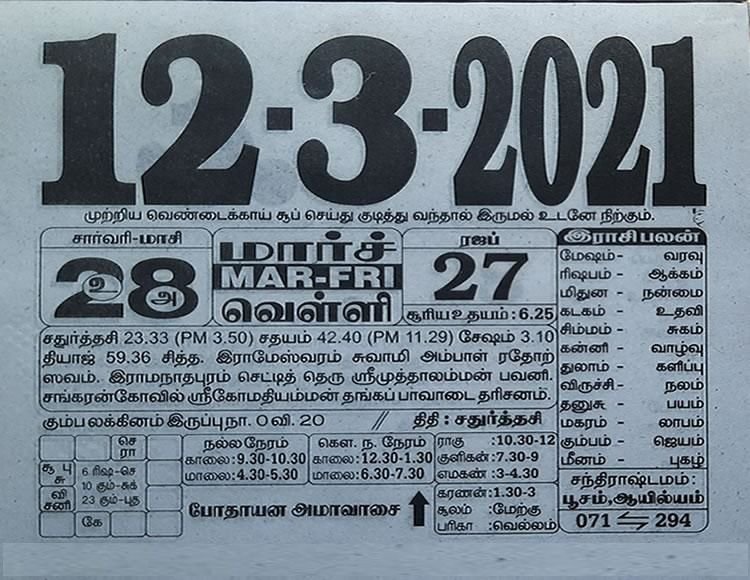 12-3-2021
முற்றிய வெண்டைக்காய் சூப் செய்து குடித்து வந்தால் இருமல் உடனே நிற்கும்.
சார்வரி-மாசி
28
உ அ
மார்ச்
MAR-FRI
வெள்ளி
ரஜப்
27
சூரிய உதயம் : 6.25
சதுர்த்தசி 23.33 (PM 3.50) சதயம் 42.40 (PM 11.29) சேஷம் 3.10
தியாஜ் 59.36 சித்த. இராமேஸ்வரம் சுவாமி அம்பாள் ரதோற்
ஸவம். இராமநாதபுரம் செட்டித் தெரு ஸ்ரீமுத்தாலம்மன் பவனி.
சங்கரன்கோவில் ஸ்ரீகோமதியம்மன் தங்கப் பாவாடை தரிசனம்.
கும்ப லக்கினம் இருப்பு நா. 0 வி. 20 // திதி : சதுர்த்தசி
இராசி பலன்
மேஷம் - வரவு
ரிஷபம் - ஆக்கம்
மிதுன - நன்மை
கடகம் - உதவி
சிம்மம் - சுகம்
கன்னி - வாழ்வு
துலாம் - களிப்பு
விருச்சி - நலம்
தனுசு - பயம்
மகரம் - லாபம்
கும்பம் - ஜெயம்
மீனம் - புகழ்
சந்திராஷ்டமம் :
பூசம், ஆயில்யம்
071 ⇋ 294
செ
ரா
சூ பு
சு
வி
சனி
கே
6 ரிஷ-செ
10 கும்-சுக்
23 கும்-புத
நல்ல நேரம்
காலை : 9.30-10.30
மாலை : 4.30-5.30
கௌ. ந. நேரம்
காலை : 12.30-1.30
மாலை : 6.30-7.30
போதாயன அமாவாசை
ராகு : 10.30-12
குளிகன் : 7.30-9
எமகண் : 3-4.30
கரணன் : 1.30-3
சூலம் : மேற்கு
பரிகா : வெல்லம்